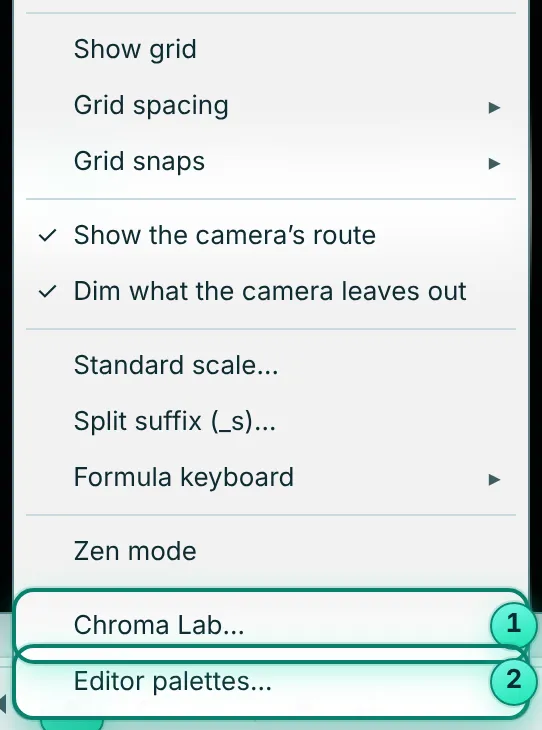 Show grid
Grid spacing ▸
Grid snaps ▸
✓ Show the camera’s route
✓ Dim what the camera leaves out
Standard scale…
Split suffix (_s)…
Formula keyboard ▸
Zen mode
Chroma Lab… 1
Editor palettes… 2